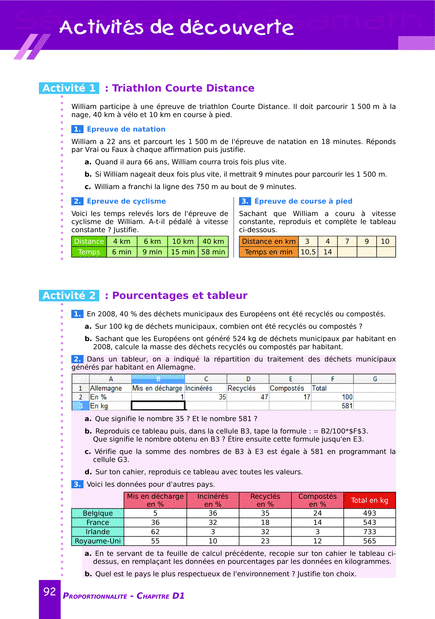 Activités de découverte
Activité 1 : Triathlon Courte Distance
William participe à une épreuve de triathlon Courte Distance. Il doit parcourir 1 500 m à la
nage, 40 km à vélo et 10 km en course à pied.
1. Épreuve de natation
William a 22 ans et parcourt les 1 500 m de l'épreuve de natation en 18 minutes. Réponds
par Vrai ou Faux à chaque affirmation puis justifie.
a. Quand il aura 66 ans, William courra trois fois plus vite.
b. Si William nageait deux fois plus vite, il mettrait 9 minutes pour parcourir les 1 500 m.
c. William a franchi la ligne des 750 m au bout de 9 minutes.
2. Épreuve de cyclisme
Voici les temps relevés lors de l'épreuve de
cyclisme de William. A-t-il pédalé à vitesse
constante ? Justifie.
Distance 4 km 6 km 10 km 40 km
Temps 6 min 9 min 15 min 58 min
3. Épreuve de course à pied
Sachant que William a couru à vitesse
constante, reproduis et complète le tableau
ci-dessous.
Distance en km 3 4 7 9 10
Temps en min 10,5 14
Activité 2 : Pourcentages et tableur
1. En 2008, 40 % des déchets municipaux des Européens ont été recyclés ou compostés.
a. Sur 100 kg de déchets municipaux, combien ont été recyclés ou compostés ?
b. Sachant que les Européens ont généré 524 kg de déchets municipaux par habitant en
2008, calcule la masse des déchets recyclés ou compostés par habitant.
2. Dans un tableur, on a indiqué la répartition du traitement des déchets municipaux
générés par habitant en Allemagne.
A B C D E F G
1 Allemagne Mis en décharge Incinérés Recyclés Compostés Total
2 En % 1 35 47 17 100
3 En kg 581
a. Que signifie le nombre 35 ? Et le nombre 581 ?
b. Reproduis ce tableau puis, dans la cellule B3, tape la formule : = B2/100*$F$3.
Que signifie le nombre obtenu en B3 ? Étire ensuite cette formule jusqu'en E3.
c. Vérifie que la somme des nombres de B3 à E3 est égale à 581 en programmant la
cellule G3.
d. Sur ton cahier, reproduis ce tableau avec toutes les valeurs.
3. Voici les données pour d'autres pays.
Mis en décharge en % Incinérés en % Recyclés en % Compostés en % Total en kg
Belgique 5 36 35 24 493
France 36 32 18 14 543
Irlande 62 3 32 3 733
Royaume-Uni 55 10 23 12 565
a. En te servant de ta feuille de calcul précédente, recopie sur ton cahier le tableau ci-
dessous, en remplaçant les données en pourcentages par les données en kilogrammes.
b. Quel est le pays le plus respectueux de l'environnement ? Justifie ton choix.
92 PROPORTIONNALITÉ - CHAPITRE D1